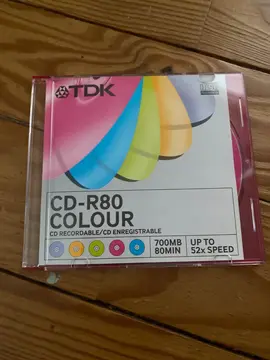 TDK
CD-R80
COLOUR
CD RECORDABLE/CD ENREGISTRABLE
700MB
80MIN
UP TO
52x SPEED